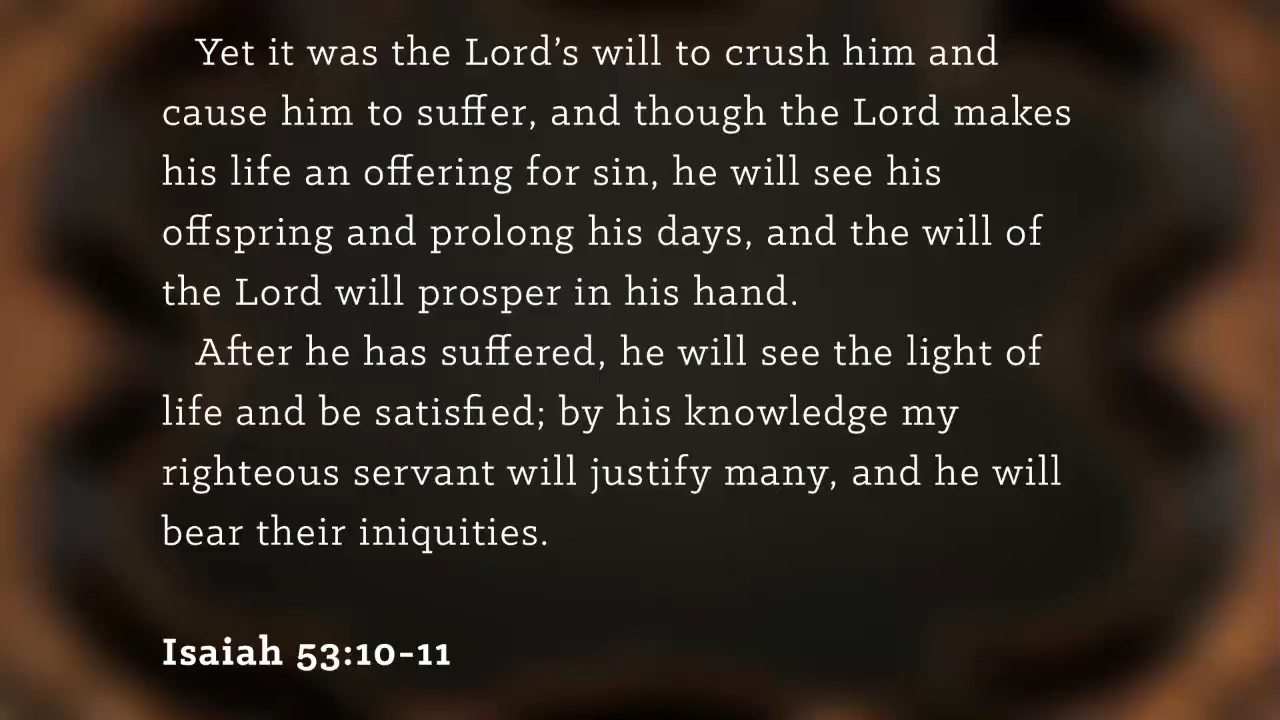 Yet it was the Lord’s will to crush him and
cause him to suffer, and though the Lord makes
his life an offering for sin, he will see his
offspring and prolong his days, and the will of
the Lord will prosper in his hand.
After he has suffered, he will see the light of
life and be satisfied; by his knowledge my
righteous servant will justify many, and he will
bear their iniquities.
Isaiah 53:10-11